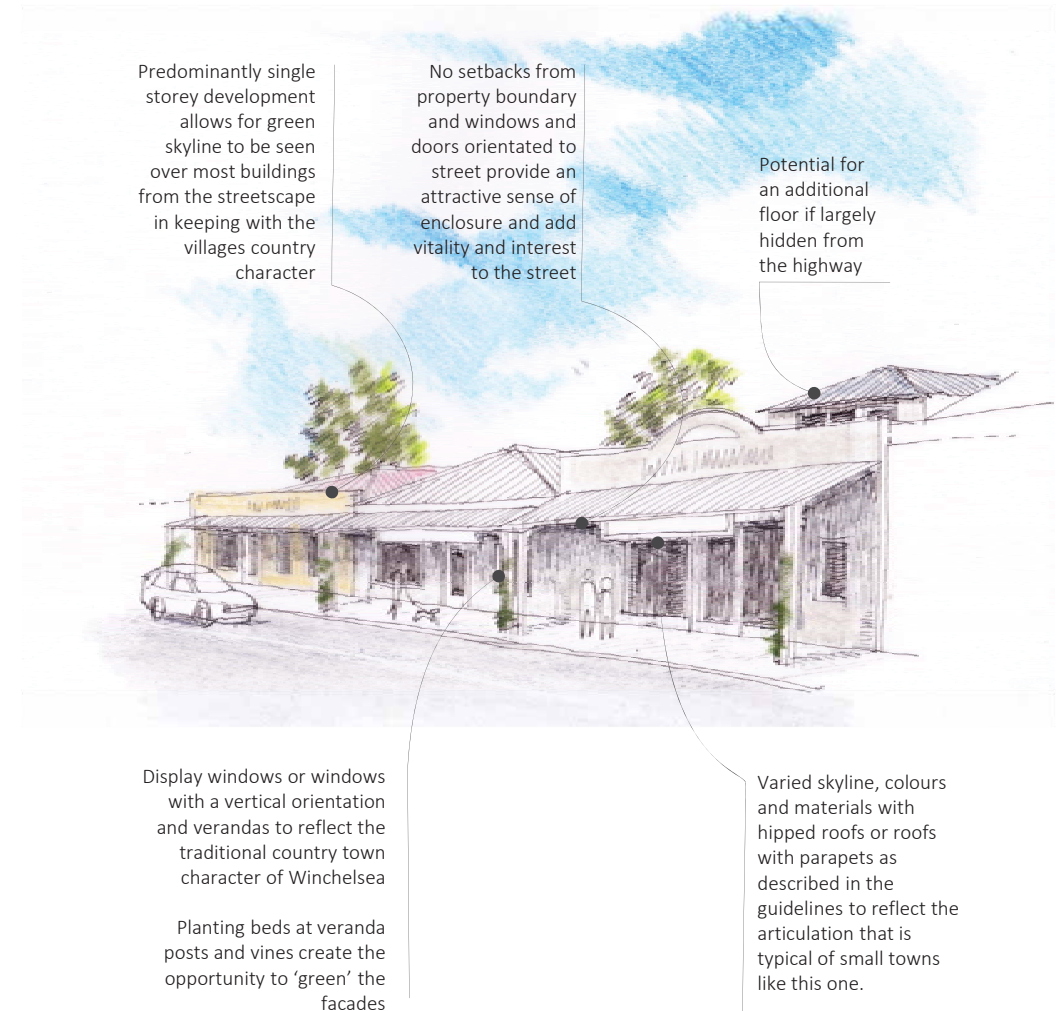 Predominantly single
storey development
allows for green
skyline to be seen
over most buildings
from the streetscape
in keeping with the
villages country
character
No setbacks from
property boundary
and windows and
doors orientated to
street provide an
attractive sense of
enclosure and add
vitality and interest
to the street
Potential for
an additional
floor if largely
hidden from
the highway
Display windows or windows
with a vertical orientation
and verandas to reflect the
traditional country town
character of Winchelsea
Planting beds at veranda
posts and vines create the
opportunity to ‘green’ the
facades
Varied skyline, colours
and materials with
hipped roofs or roofs
with parapets as
described in the
guidelines to reflect the
articulation that is
typical of small towns
like this one.